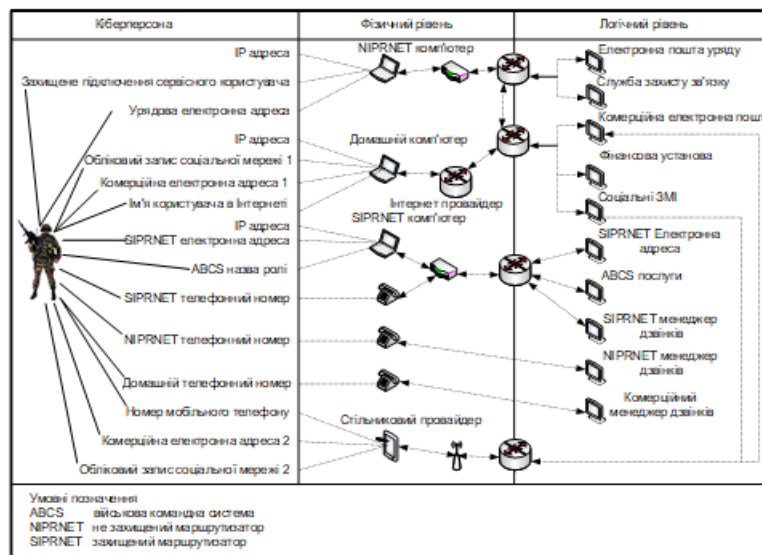 Кіберперсона
Фізичний рівень
Логічний рівень
IP адреса
Захищене підключення сервісного користувача
Урядова електронна адреса
IP адреса
Обліковий запис соціальної мережі 1
Комерційна електронна адреса 1
Ім'я користувача в Інтернеті
IP адреса
SIPRNET електронна адреса
ABCS назва ролі
SIPRNET телефонний номер
NIPRNET телефонний номер
Домашній телефонний номер
Номер мобільного телефону
Комерційна електронна адреса 2
Обліковий запис соціальної мережі 2
NIPRNET комп'ютер
Домашній комп'ютер
Інтернет провайдер
SIPRNET комп'ютер
Стільниковий провайдер
Електронна пошта уряду
Служба захисту зв'язку
Комерційна електронна пошт
Фінансова установа
Соціальні ЗМІ
SIPRNET Електронна
адреса
ABCS послуги
SIPRNET менеджер
дзвінків
NIPRNET менеджер
дзвінків
Комерційний
менеджер дзвінків
Умовні позначення
ABCS військова командна система
NIPRNET не захищений маршрутизатор
SIPRNET захищений маршрутизатор